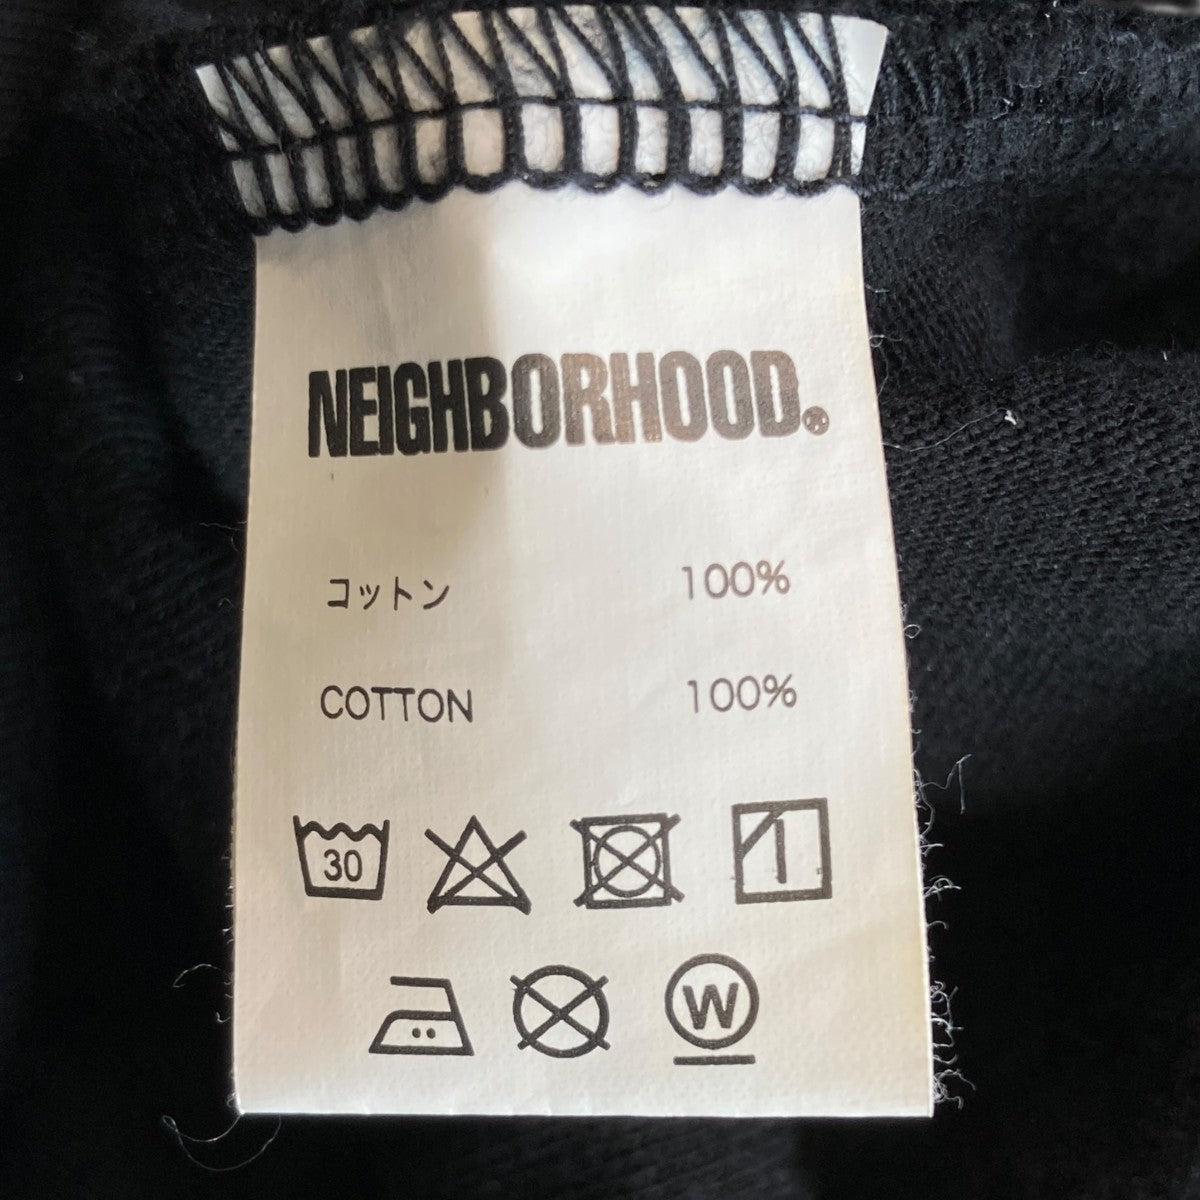 NEIGHBORHOOD®
コットン 100%
COTTON 100%
30
W